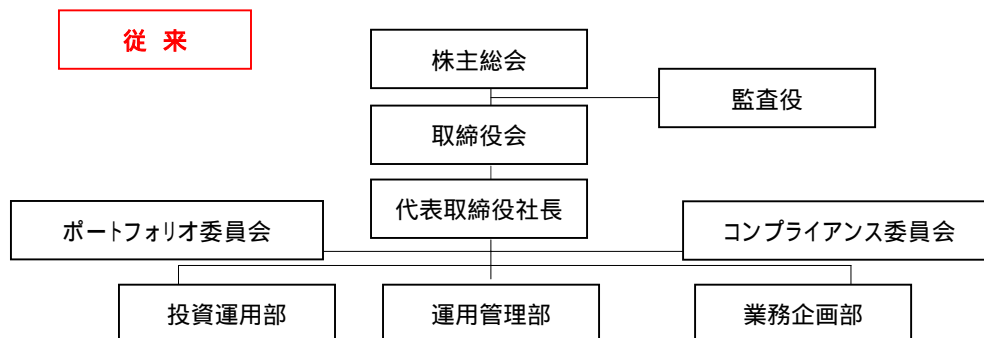 従 来
株主総会
監査役
取締役会
代表取締役社長
ポートフォリオ委員会
コンプライアンス委員会
投資運用部
運用管理部
業務企画部